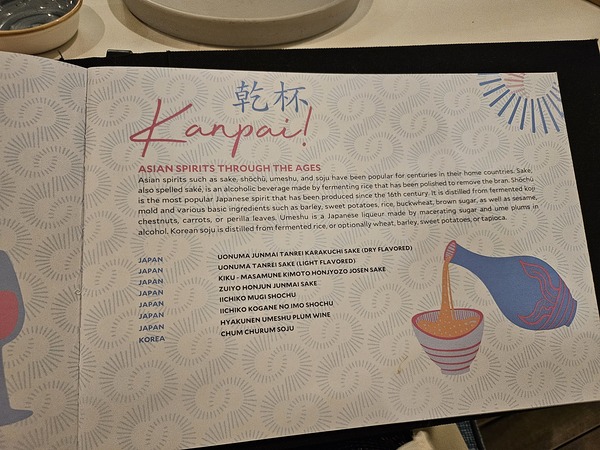 乾杯
Kanpai!
ASIAN SPIRITS THROUGH THE AGES
Asian spirits such as sake, shōchū, umeshu, and soju have been popular for centuries in their home countries. Sake,
also spelled saké, is an alcoholic beverage made by fermenting rice that has been polished to remove the bran. Shōchū
is the most popular Japanese spirit that has been produced since the 16th century. It is distilled from fermented koji
mold and various basic ingredients such as barley, sweet potatoes, rice, buckwheat, brown sugar, as well as sesame,
chestnuts, carrots, or perilla leaves. Umeshu is a Japanese liqueur made by macerating sugar and ume plums in
alcohol. Korean soju is distilled from fermented rice, or optionally wheat, barley, sweet potatoes, or tapioca.
JAPAN UONUMA JUNMAI TANREI KARAKUCHI SAKE (DRY FLAVORED)
JAPAN UONUMA TANREI SAKE (LIGHT FLAVORED)
JAPAN KIKU - MASAMUNE KIMOTO HONJYOZO JOSEN SAKE
JAPAN ZUIYO HONJUN JUNMAI SAKE
JAPAN IICHIKO MUGI SHOCHU
JAPAN IICHIKO KOGANE NO IMO SHOCHU
JAPAN HYAKUNEN UMESHU PLUM WINE
KOREA CHUM CHURUM SOJU